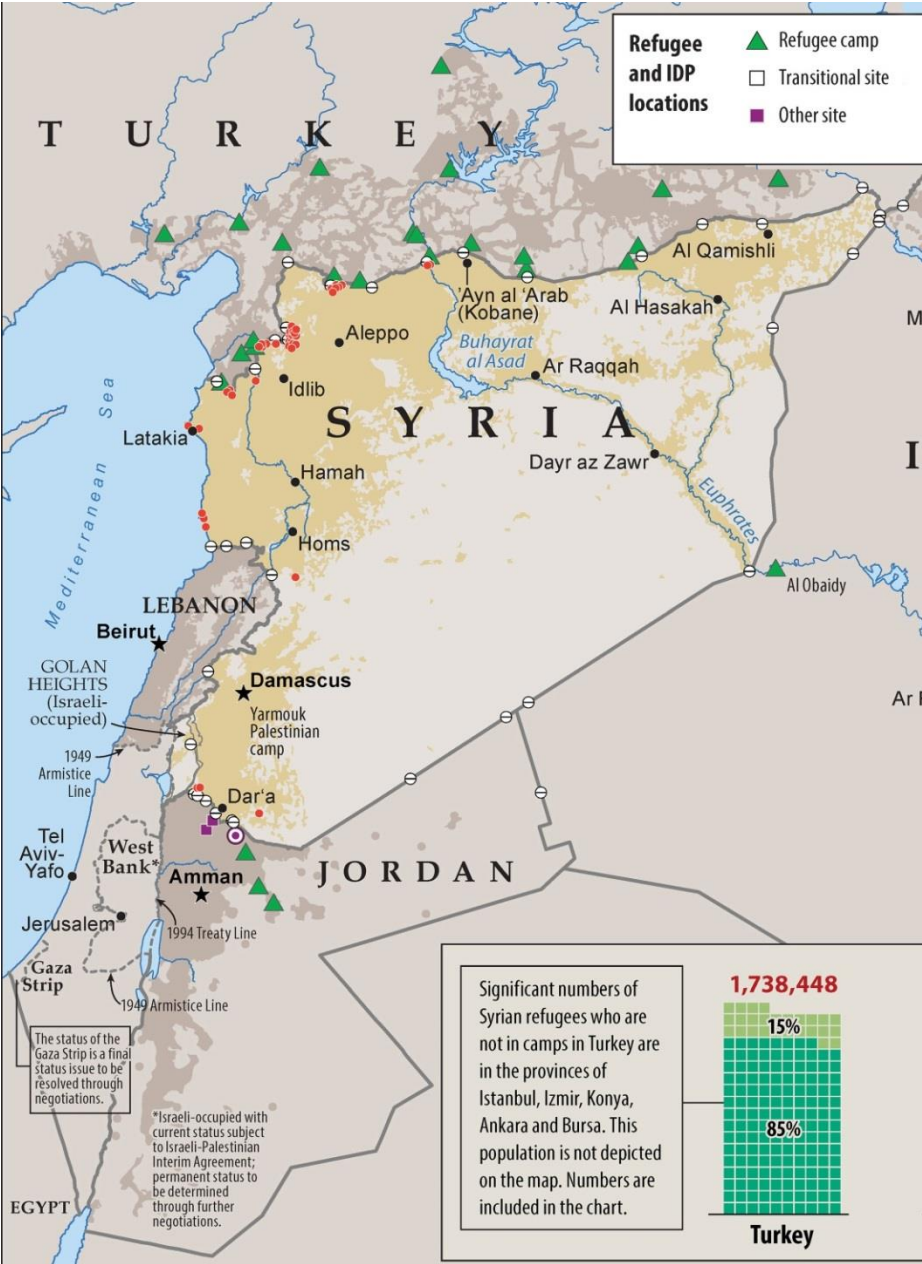 Refugee
and IDP
locations
Refugee camp
Transitional site
Other site
TURKEY
Al Qamishli
'Ayn al 'Arab
(Kobane)
Al Hasakah
M
Aleppo
Buhayrat
al Asad
Ar Raqqah
Idlib
Mediterranean Sea
SYRIA
Latakia
I
Dayr az Zawr
Hamah
Euphrates
Homs
Al Obaidy
LEBANON
Beirut
GOLAN
HEIGHTS
(Israeli-
occupied)
Damascus
Yarmouk
Palestinian
camp
Ar
1949
Armistice
Line
Dar'a
Tel
Aviv-
Yafo
West
Bank*
JORDAN
Amman
Jerusalem
1994 Treaty Line
Gaza
Strip
1949 Armistice Line
The status of the
Gaza Strip is a final
status issue to be
resolved through
negotiations.
*Israeli-occupied with
current status subject
to Israeli-Palestinian
Interim Agreement;
permanent status to
be determined
through further
negotiations.
EGYPT
Significant numbers of
Syrian refugees who are
not in camps in Turkey are
in the provinces of
Istanbul, Izmir, Konya,
Ankara and Bursa. This
population is not depicted
on the map. Numbers are
included in the chart.
1,738,448
15%
85%
Turkey